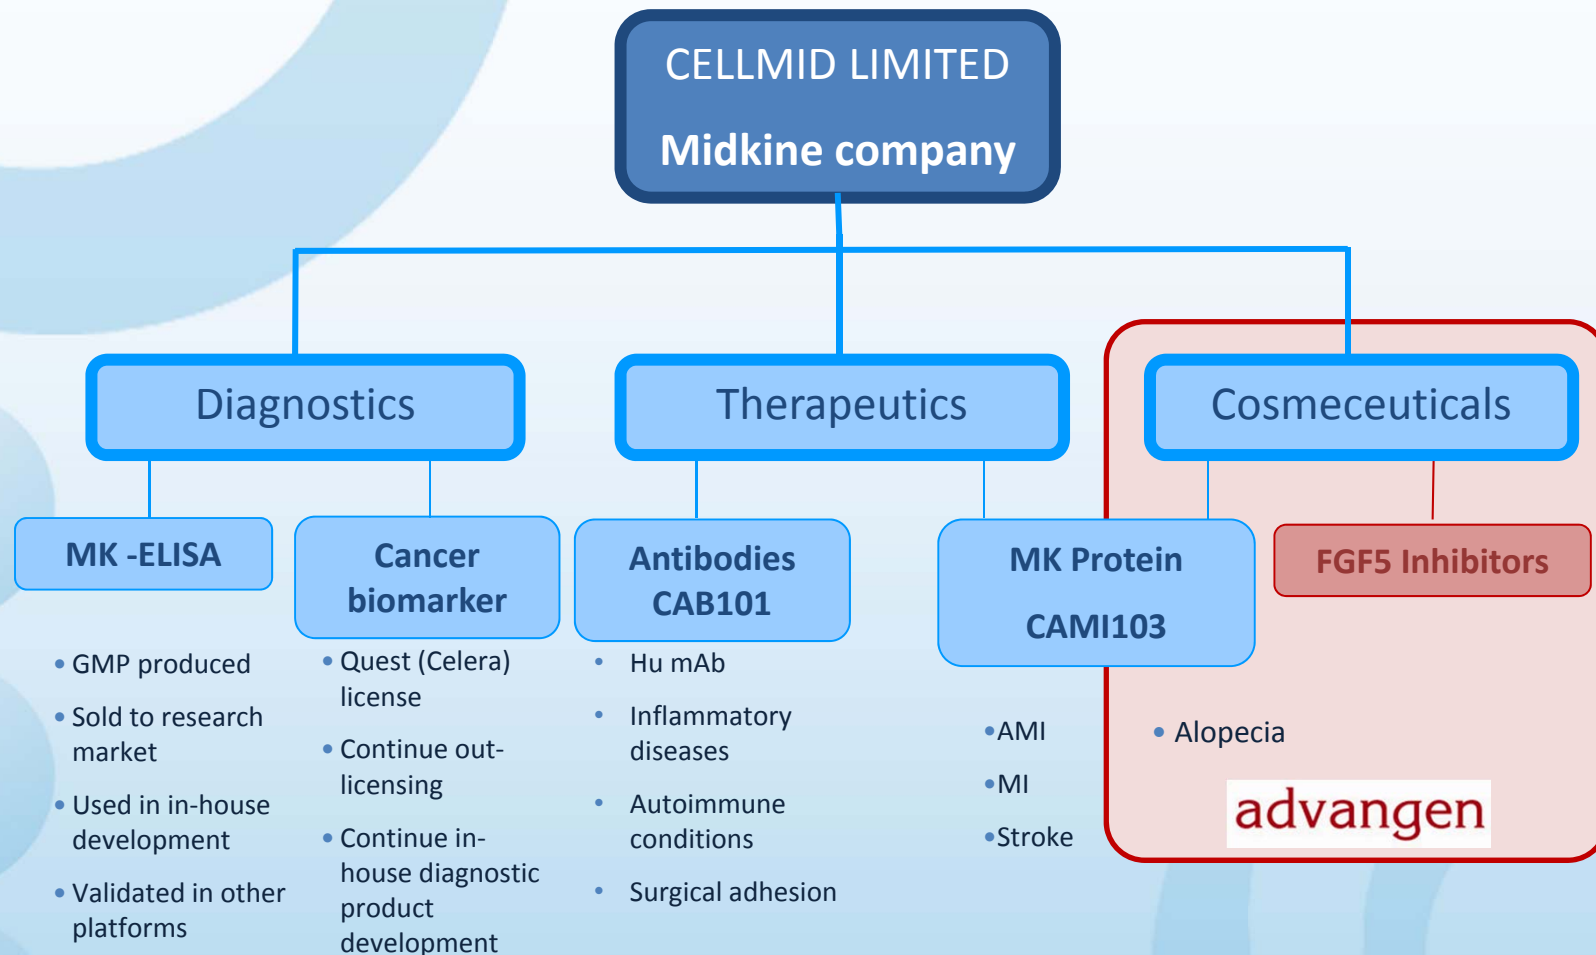 CELLMID LIMITED
Midkine company
Diagnostics
Therapeutics
Cosmeceuticals
MK -ELISA
• GMP produced
• Sold to research
market
• Used in in-house
development
• Validated in other
platforms
Cancer
biomarker
• Quest (Celera)
license
• Continue out-
licensing
• Continue in-
house diagnostic
product
development
Antibodies
CAB101
• Hu mAb
• Inflammatory
diseases
• Autoimmune
conditions
• Surgical adhesion
MK Protein
CAMI103
•AMI
•MI
•Stroke
FGF5 Inhibitors
• Alopecia
advangen